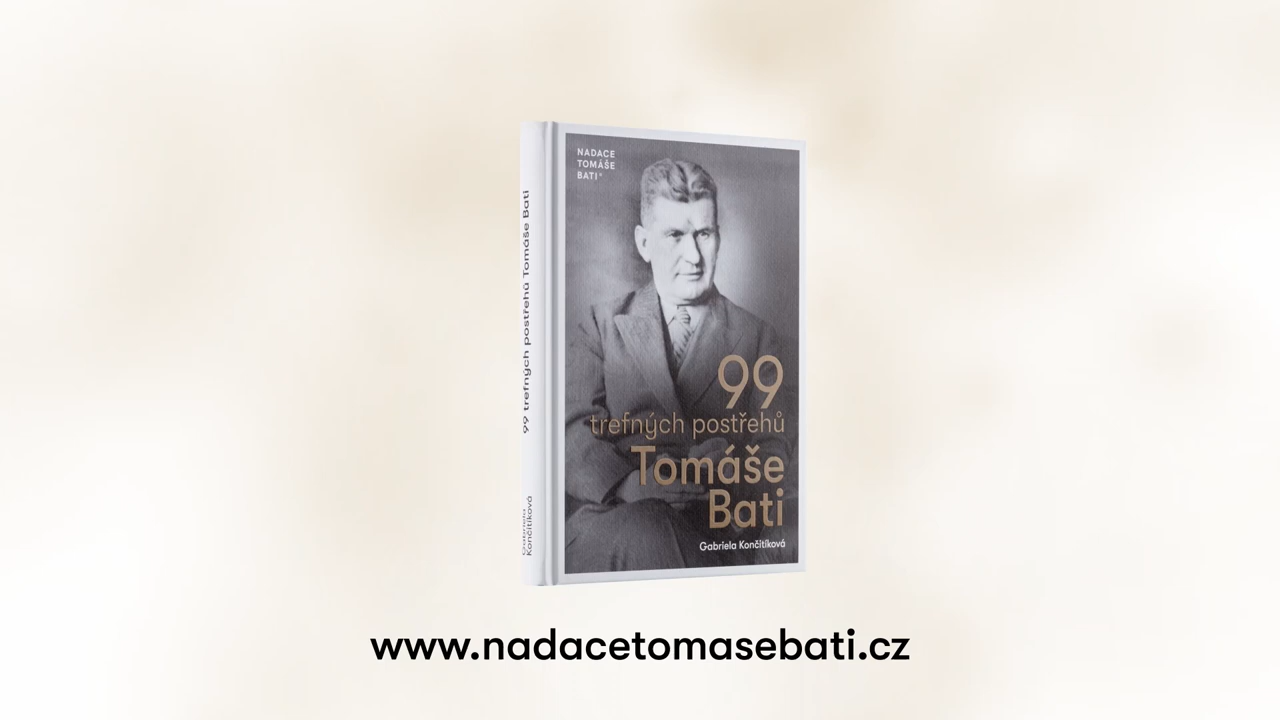 NADACE
TOMÁŠE
BATI®
99
trefných postřehů
Tomáše
Bati
Gabriela Končitíková
99 trefných postřehů Tomáše Bati
Gabriela
Končitíková
www.nadacetomasebati.cz